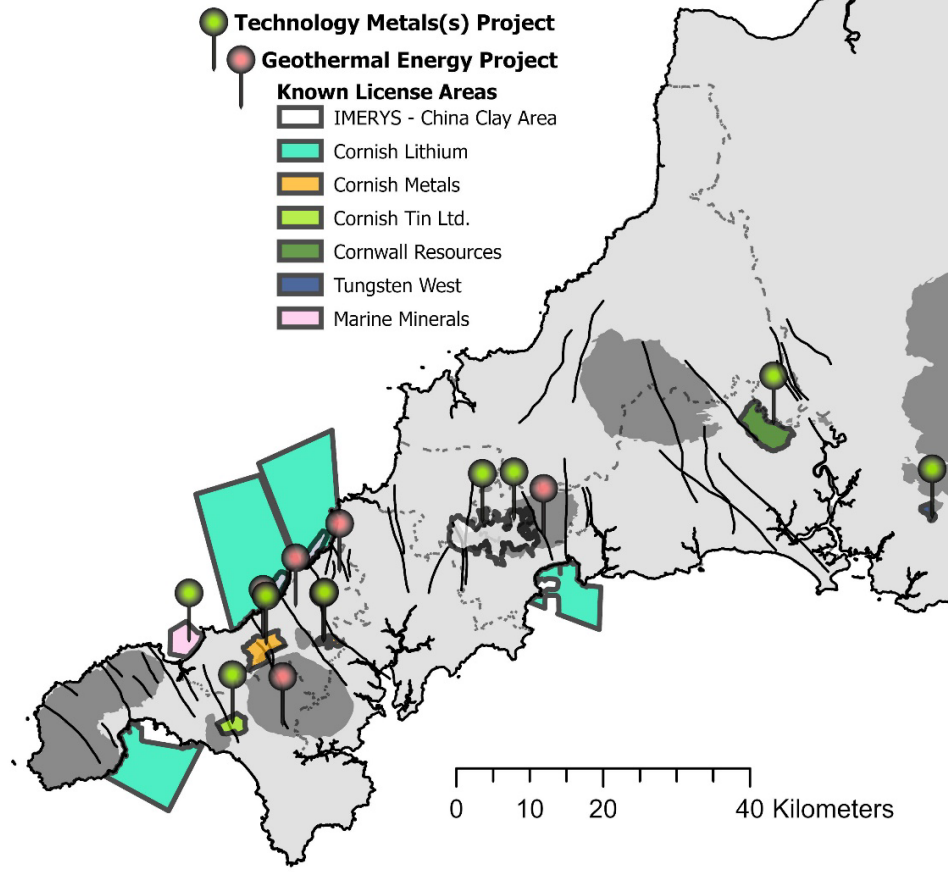 Technology Metals(s) Project
Geothermal Energy Project
Known License Areas
IMERYS - China Clay Area
Cornish Lithium
Cornish Metals
Cornish Tin Ltd.
Cornwall Resources
Tungsten West
Marine Minerals
0 10 20 40 Kilometers